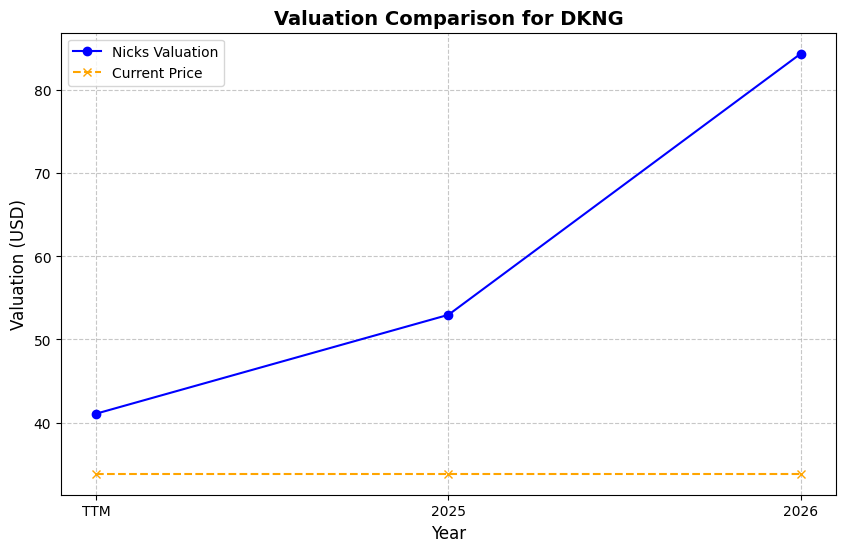 Valuation Comparison for DKNG
Nicks Valuation
Current Price
Valuation (USD)
80
70
60
50
40
TTM
2025
2026
Year